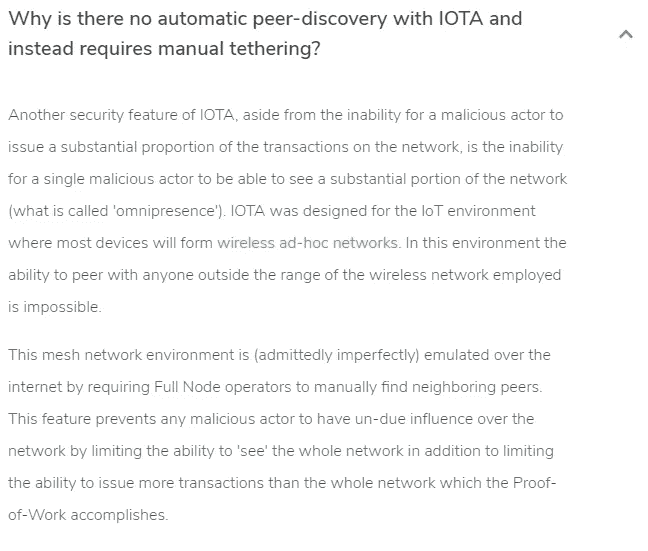 Why is there no automatic peer-discovery with IOTA and
instead requires manual tethering?
Another security feature of IOTA, aside from the inability for a malicious actor to
issue a substantial proportion of the transactions on the network, is the inability
for a single malicious actor to be able to see a substantial portion of the network
(what is called 'omnipresence'). IOTA was designed for the IoT environment
where most devices will form wireless ad-hoc networks. In this environment the
ability to peer with anyone outside the range of the wireless network employed
is impossible.
This mesh network environment is (admittedly imperfectly) emulated over the
internet by requiring Full Node operators to manually find neighboring peers.
This feature prevents any malicious actor to have un-due influence over the
network by limiting the ability to 'see' the whole network in addition to limiting
the ability to issue more transactions than the whole network which the Proof-
of-Work accomplishes.